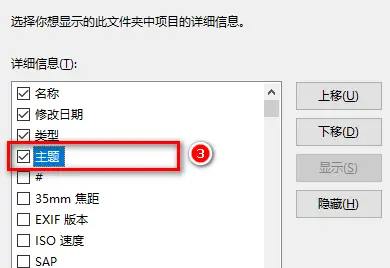 选择你想显示的此文件夹中项目的详细信息。
详细信息(T):
名称
修改日期
类型
主题
#
35mm 焦距
EXIF 版本
ISO 速度
SAP
3
上移(U)
下移(D)
显示(S)
隐藏(H)